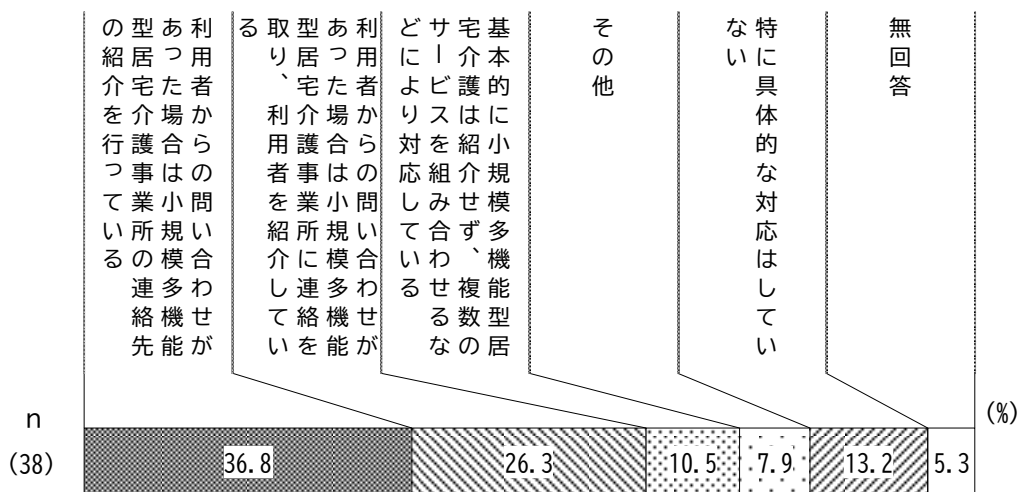 利用者からの問い合わせが
あった場合は小規模多機能
型居宅介護事業所の連絡先
の紹介を行っている
利用者からの問い合わせが
あった場合は小規模多機能
型居宅介護事業所に連絡を
取り、利用者を紹介してい
る
基本的に小規模多機能型居
宅介護は紹介せず、複数の
サービスを組み合わせるな
どにより対応している
その他
特に具体的な対応はしてい
ない
無回答
(%)
n
(38)
36.8
26.3
10.5
7.9
13.2
5.3